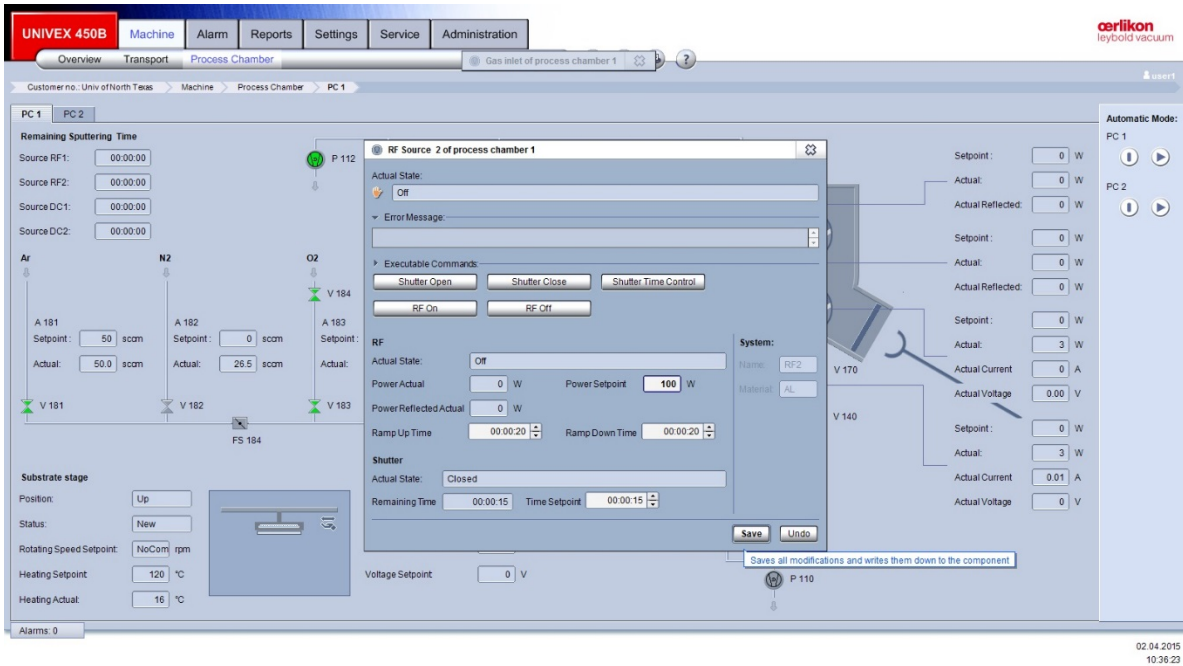 UNIVEX 450B Machine Alarm Reports Settings Service Administration
œrlikon
leybold vacuum
Overview Transport Process Chamber
Gas inlet of process chamber 1
?
user1
Customer no.: Univ of North Texas Machine Process Chamber PC 1
PC 1 PC 2
Remaining Sputtering Time
Source RF1: 00:00:00
Source RF2: 00:00:00
Source DC1: 00:00:00
Source DC2: 00:00:00
P 112
Ar N2 O2
V 184
A 181 A 182 A 183
Setpoint: 50 sccm Setpoint: 0 sccm Setpoint:
Actual: 50.0 sccm Actual: 26.5 sccm Actual:
V 181 V 182 V 183
FS 184
Substrate stage
Position: Up
Status: New
Rotating Speed Setpoint: NoCom rpm
Heating Setpoint: 120 °C
Heating Actual: 16 °C
Voltage Setpoint: 0 V
RF Source 2 of process chamber 1
Actual State:
Off
Error Message:
Executable Commands:
Shutter Open Shutter Close Shutter Time Control
RF On RF Off
RF
Actual State: Off
Power Actual 0 W Power Setpoint 100 W
Power Reflected Actual 0 W
Ramp Up Time 00:00:20 Ramp Down Time 00:00:20
System:
Name: RF2
Material: AL
Shutter
Actual State: Closed
Remaining Time 00:00:15 Time Setpoint 00:00:15
Save Undo
Saves all modifications and writes them down to the component
P 110
V 170
V 140
Setpoint: 0 W
Actual: 0 W
Actual Reflected: 0 W
Setpoint: 0 W
Actual: 0 W
Actual Reflected: 0 W
Setpoint: 0 W
Actual: 3 W
Actual Current 0 A
Actual Voltage 0.00 V
Setpoint: 0 W
Actual: 3 W
Actual Current 0.01 A
Actual Voltage 0 V
Automatic Mode:
PC 1
PC 2
Alarms: 0
02.04.2015
10:36:23